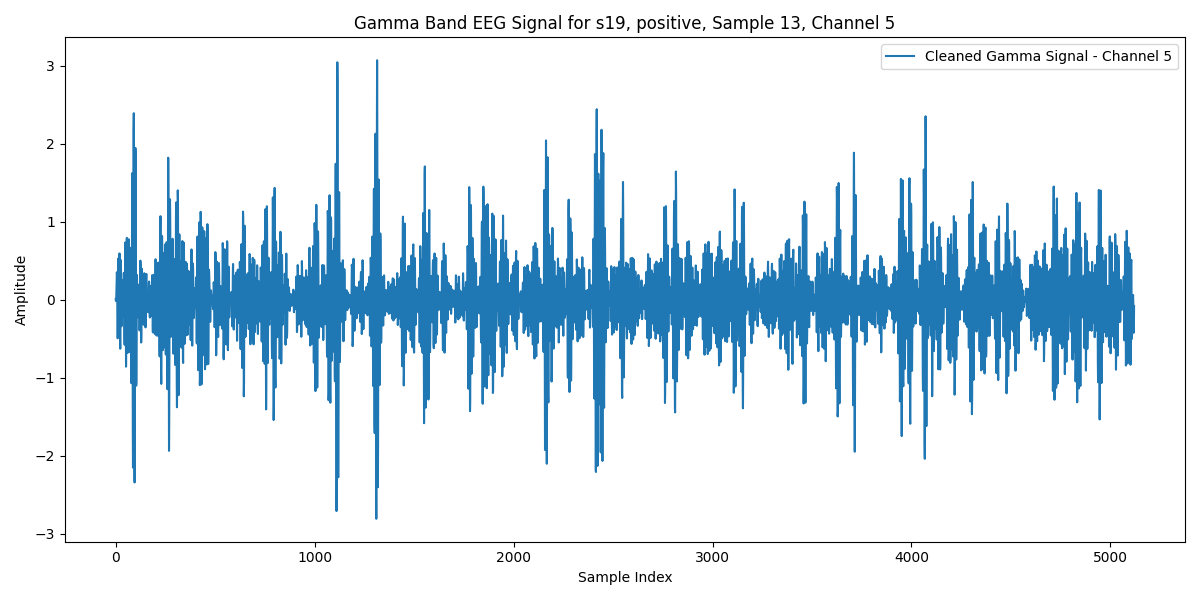 Gamma Band EEG Signal for s19, positive, Sample 13, Channel 5
Cleaned Gamma Signal - Channel 5
Amplitude
3
2
1
0
−1
−2
−3
0 1000 2000 3000 4000 5000
Sample Index